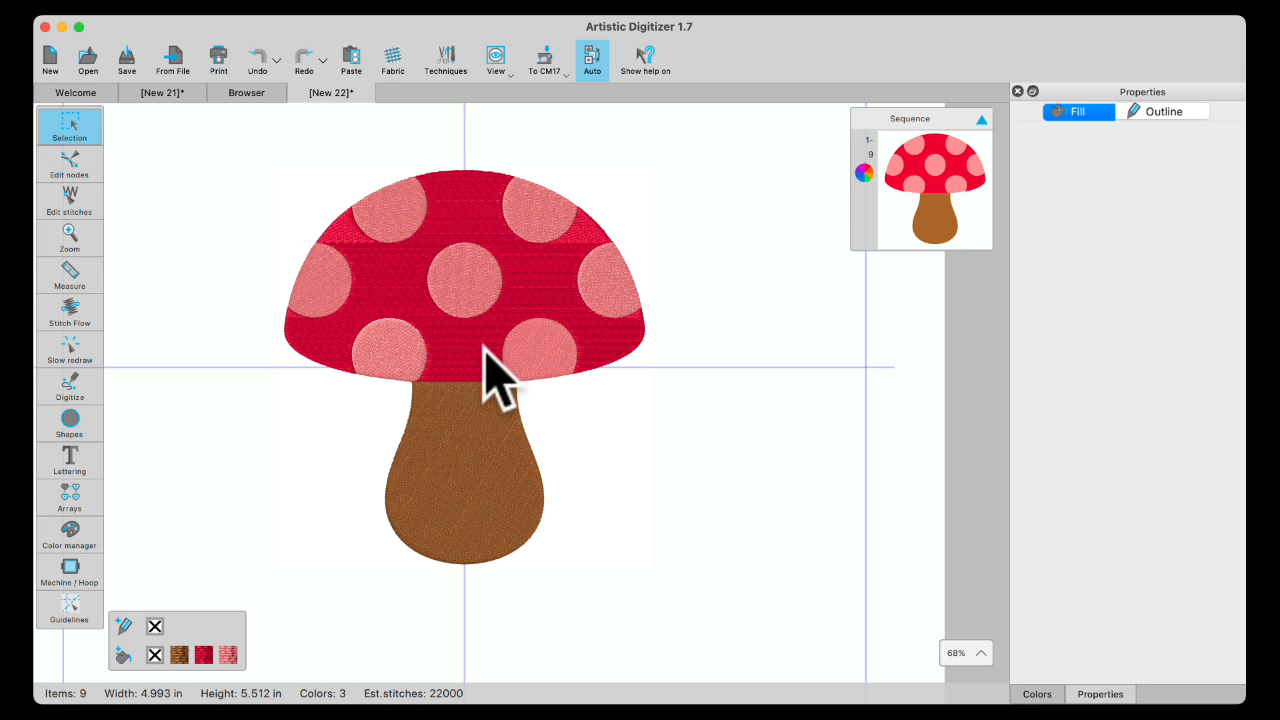 Artistic Digitizer 1.7
New Open Save From File Print Undo Redo Paste Fabric Techniques View To CM17 Auto Show help on
Welcome [New 21]* Browser [New 22]*
Properties
Fill Outline
Selection
Edit nodes
Edit stitches
Zoom
Measure
Stitch Flow
Slow redraw
Digitize
Shapes
Lettering
Arrays
Color manager
Machine / Hoop
Guidelines
Sequence
1-
9
68%
Items: 9 Width: 4.993 in Height: 5.512 in Colors: 3 Est.stitches: 22000
Colors Properties